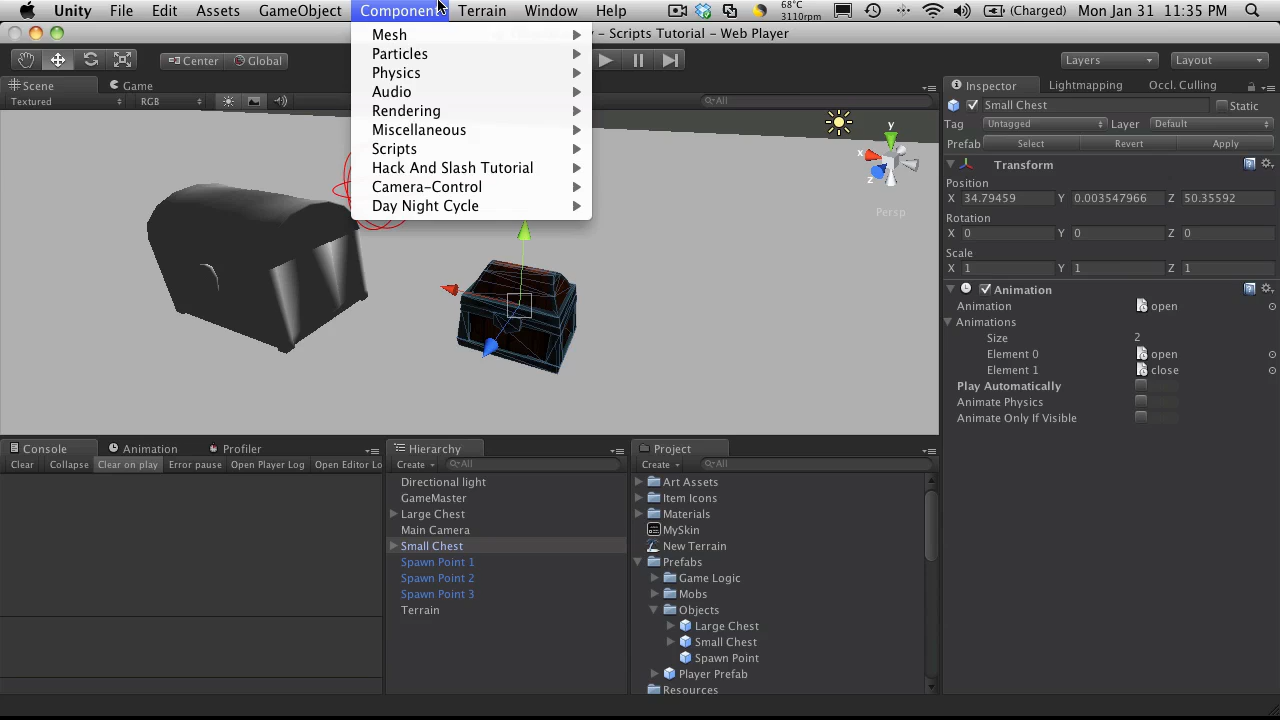 Unity File Edit Assets GameObject Component Terrain Window Help 68°C 3110rpm (Charged) Mon Jan 31 11:35 PM
- Scripts Tutorial - Web Player
Center Global Layers Layout
Scene Game
Textured RGB All
Mesh
Particles
Physics
Audio
Rendering
Miscellaneous
Scripts
Hack And Slash Tutorial
Camera-Control
Day Night Cycle
y
x
z
Persp
Inspector Lightmapping Occl. Culling
Small Chest Static
Tag Untagged Layer Default
Prefab Select Revert Apply
Transform
Position
X 34.79459 Y 0.003547966 Z 50.35592
Rotation
X 0 Y 0 Z 0
Scale
X 1 Y 1 Z 1
Animation
Animation open
Animations
Size 2
Element 0 open
Element 1 close
Play Automatically
Animate Physics
Animate Only If Visible
Console Animation Profiler
Clear Collapse Clear on play Error pause Open Player Log Open Editor Lo
Hierarchy
Create All
Directional light
GameMaster
Large Chest
Main Camera
Small Chest
Spawn Point 1
Spawn Point 2
Spawn Point 3
Terrain
Project
Create All
Art Assets
Item Icons
Materials
MySkin
New Terrain
Prefabs
Game Logic
Mobs
Objects
Large Chest
Small Chest
Spawn Point
Player Prefab
Resources